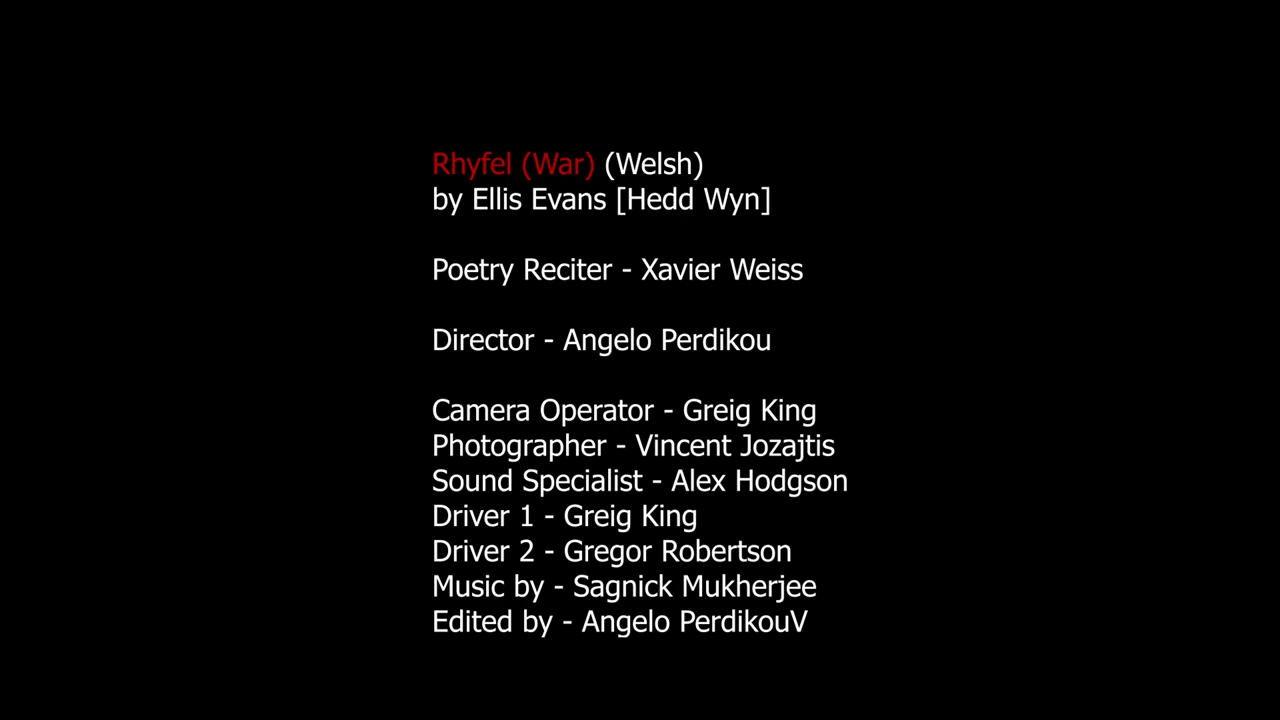 Rhyfel (War) (Welsh)
by Ellis Evans [Hedd Wyn]
Poetry Reciter - Xavier Weiss
Director - Angelo Perdikou
Camera Operator - Greig King
Photographer - Vincent Jozajtis
Sound Specialist - Alex Hodgson
Driver 1 - Greig King
Driver 2 - Gregor Robertson
Music by - Sagnick Mukherjee
Edited by - Angelo PerdikouV